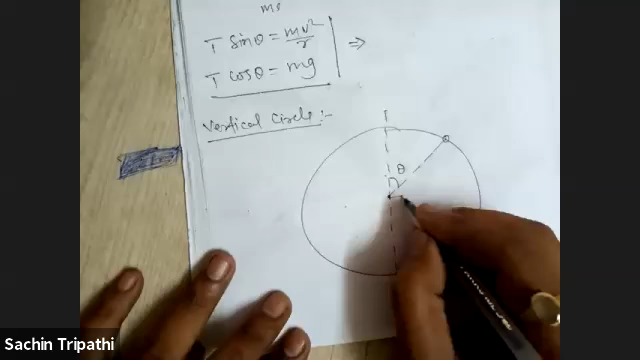 T sinθ = mv²/r ⇒
T cosθ = mg
Vertical Circle:-
θ
Sachin Tripathi